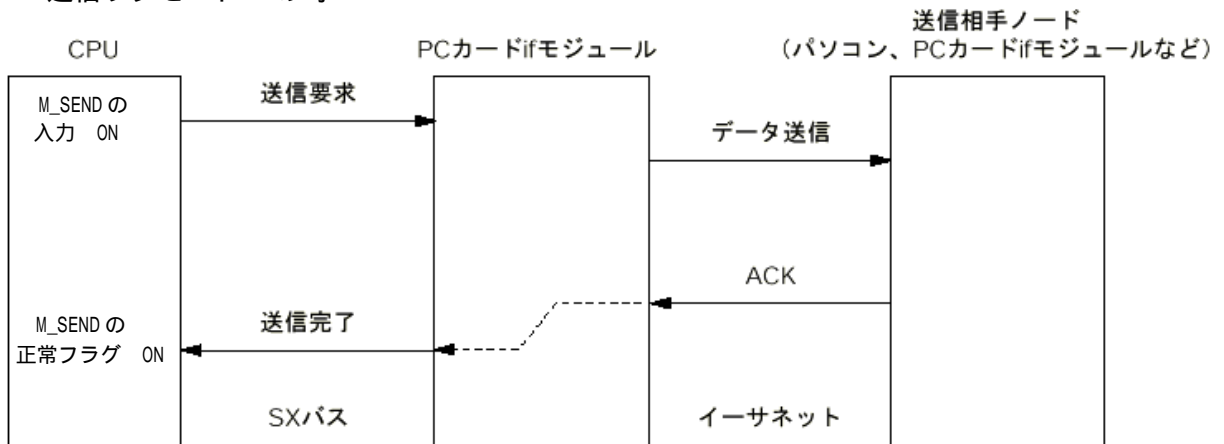 送信相手ノード
CPU
PCカードifモジュール
(パソコン、PCカードifモジュールなど)
M_SEND の
入力 ON
送信要求
データ送信
ACK
M_SEND の
正常フラグ ON
送信完了
SXバス
イーサネット